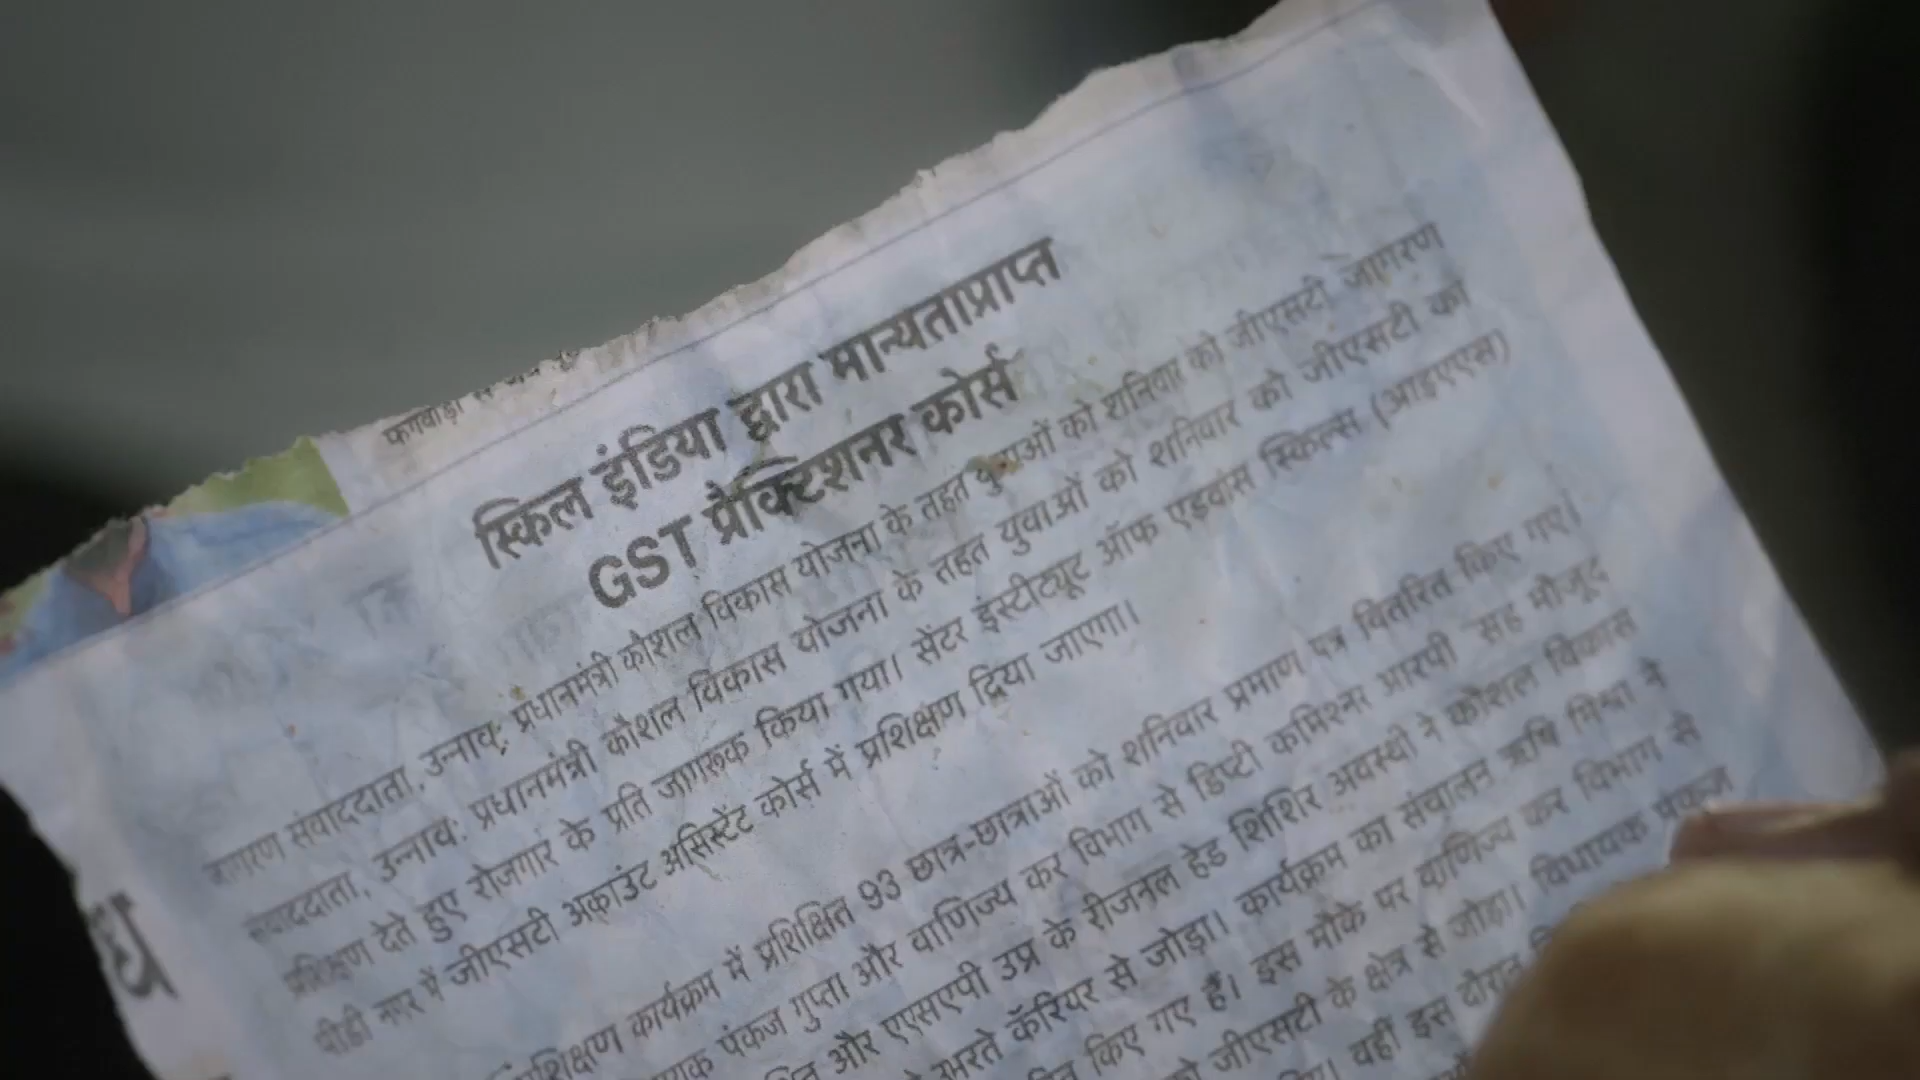 फगवाड़ा से
स्किल इंडिया द्वारा मान्यताप्राप्त
GST प्रैक्टिशनर कोर्स
जागरण संवाददाता, उन्नाव: प्रधानमंत्री कौशल विकास योजना के तहत युवाओं को शनिवार को जीएसटी जागरण
संवाददाता, उन्नाव: प्रधानमंत्री कौशल विकास योजना के तहत युवाओं को शनिवार को जीएसटी का
प्रशिक्षण देते हुए रोजगार के प्रति जागरूक किया गया। सेंटर इंस्टीट्यूट ऑफ एडवांस स्किल्स (आइएएस)
पीडी नगर में जीएसटी अकाउंट असिस्टेंट कोर्स में प्रशिक्षण दिया जाएगा।
प्रशिक्षण कार्यक्रम में प्रशिक्षित 93 छात्र-छात्राओं को शनिवार प्रमाण पत्र वितरित किए गए।
पंकज गुप्ता और वाणिज्य कर विभाग से डिप्टी कमिश्नर आरपी सह मौजूद
और एएसएपी उप्र के रीजनल हेड शिशिर अवस्थी ने कौशल विकास
उभरते कॅरियर से जोड़ा। कार्यक्रम का संचालन ऋषि मिश्रा ने
किए गए हैं। इस मौके पर वाणिज्य कर विभाग से
जीएसटी के क्षेत्र से जोड़ा। विधायक पंकज
वहीं इस दौरान